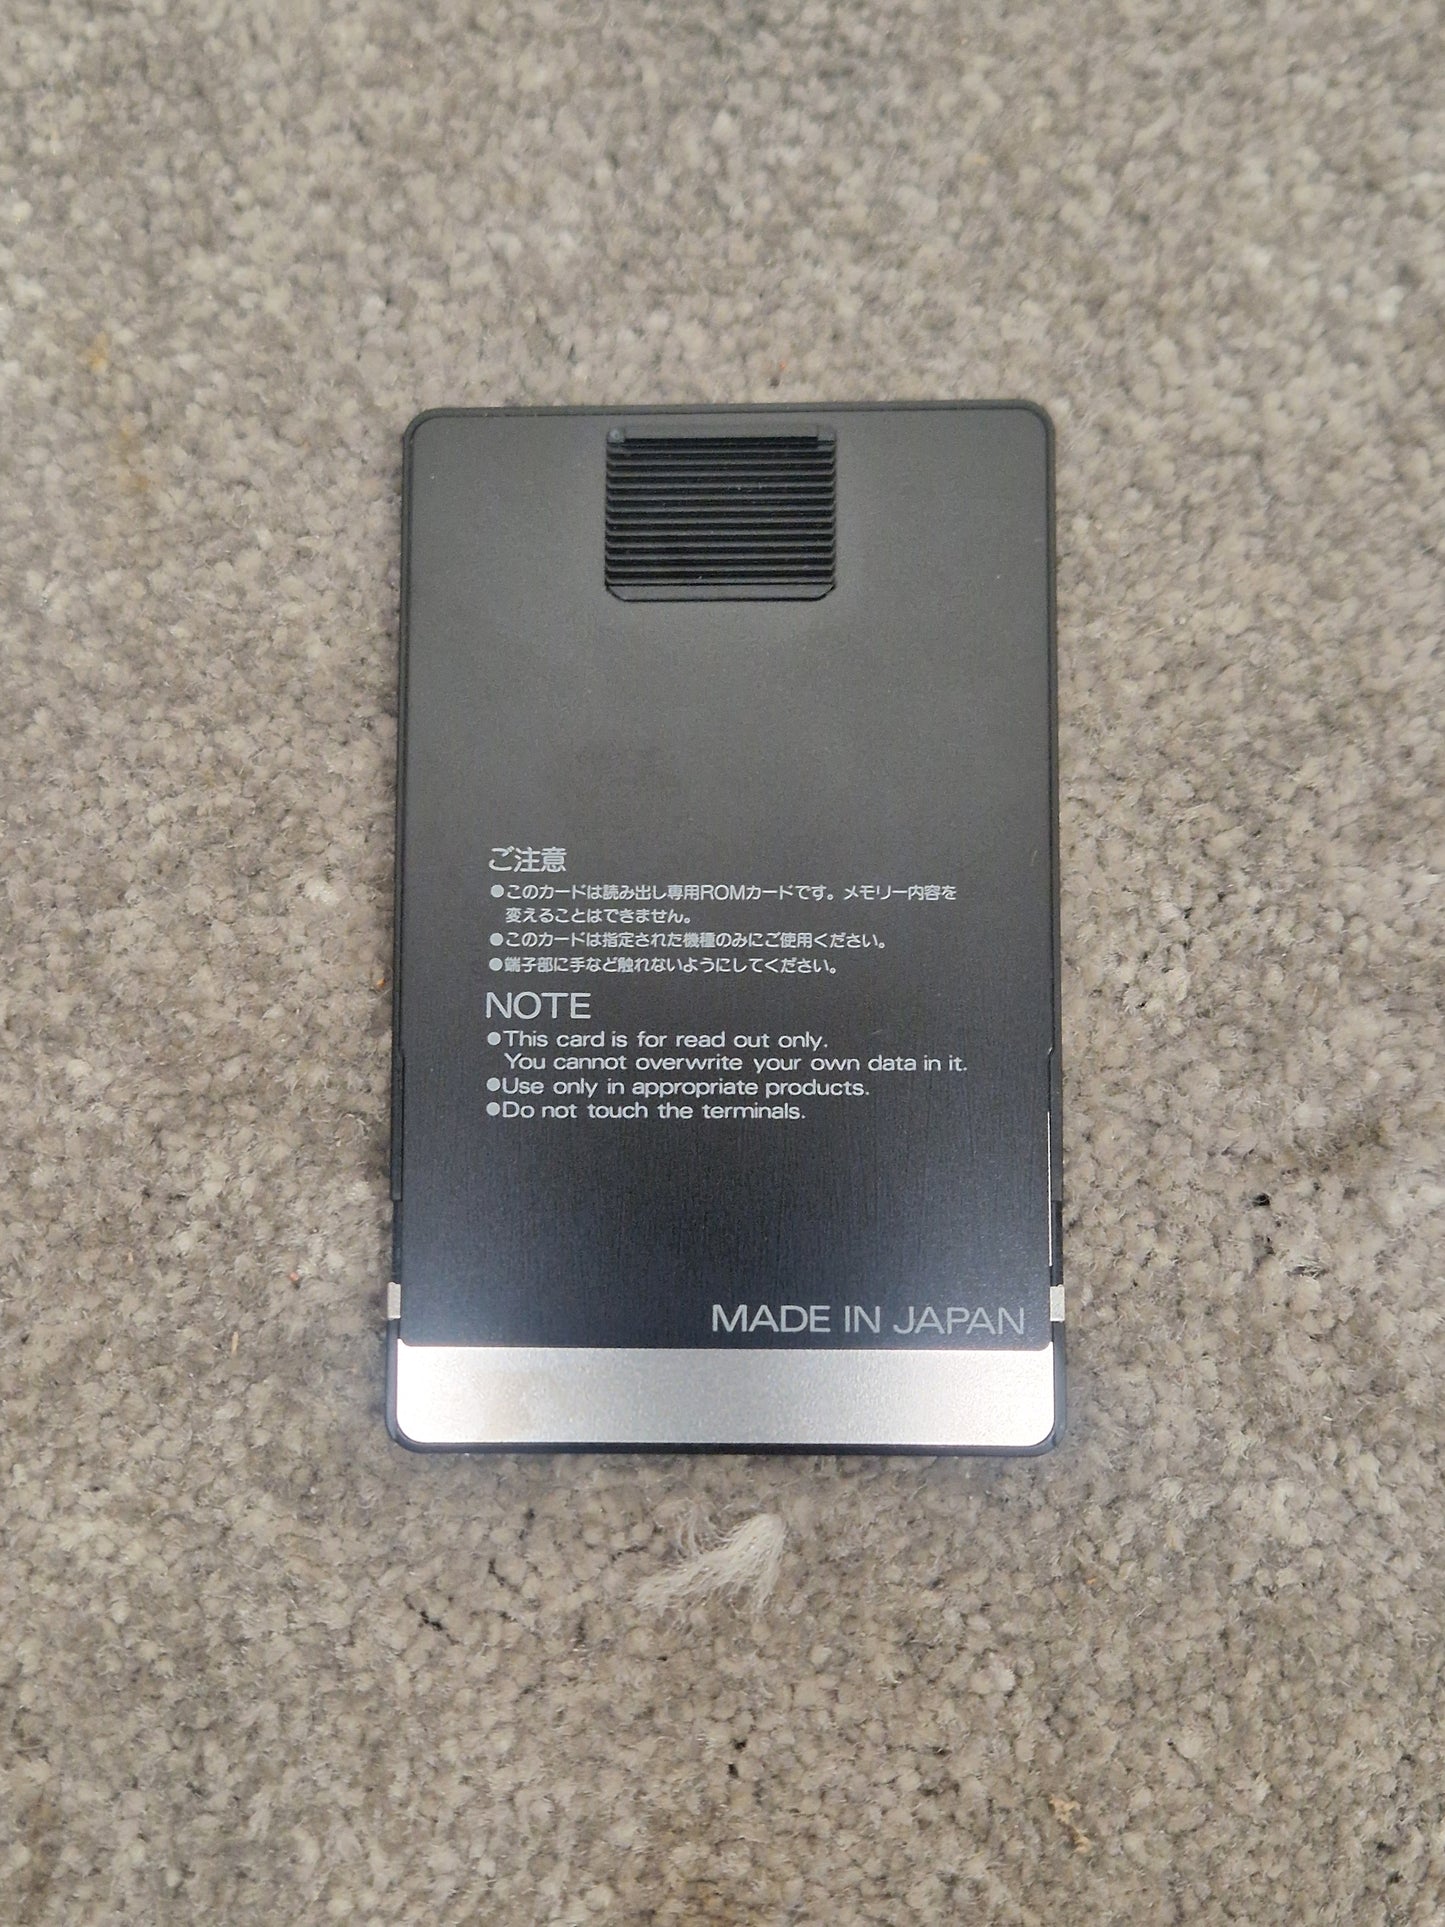 ご注意
●このカードは読み出し専用ROMカードです。メモリー内容を
変えることはできません。
●このカードは指定された機種のみにご使用ください。
●端子部に手など触れないようにしてください。
NOTE
●This card is for read out only.
You cannot overwrite your own data in it.
●Use only in appropriate products.
●Do not touch the terminals.
MADE IN JAPAN